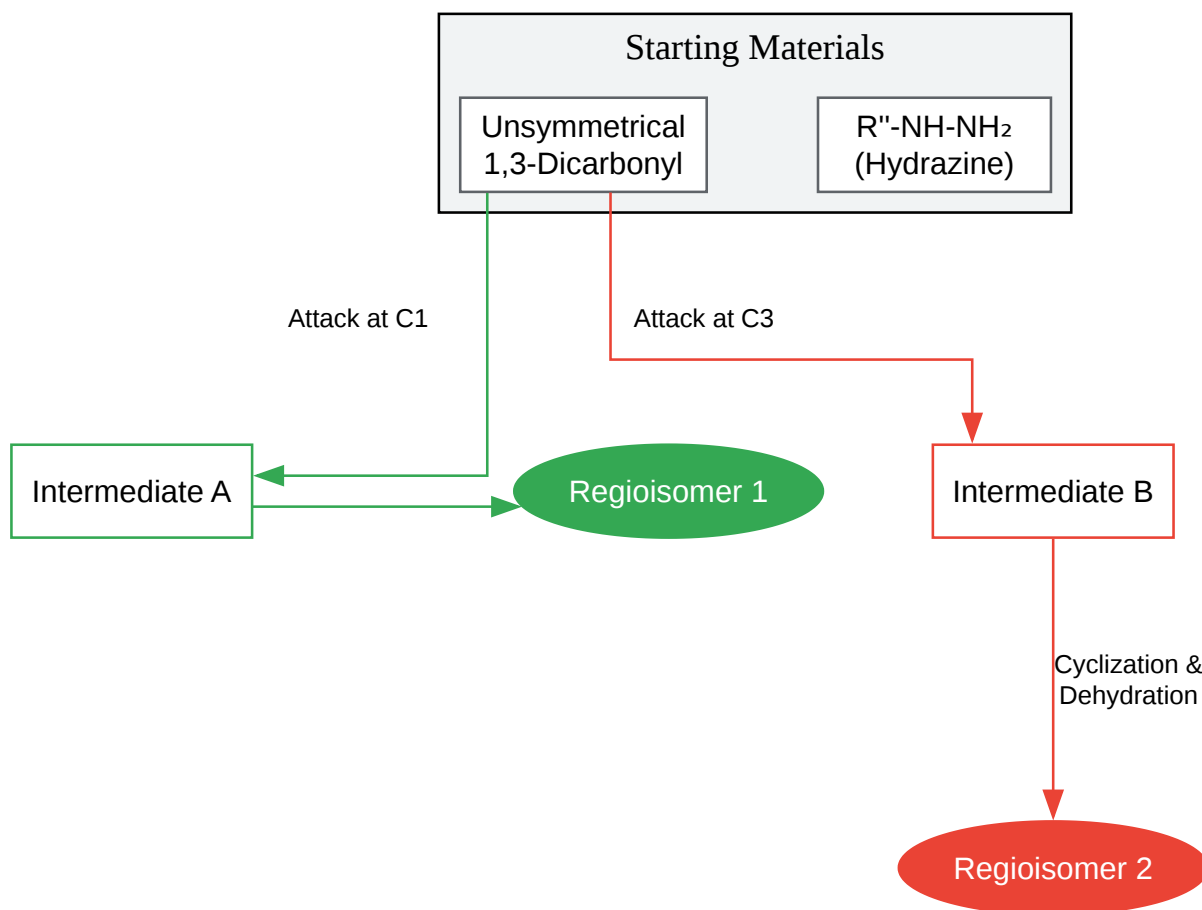 Starting Materials
Unsymmetrical
1,3-Dicarbonyl
R"-NH-NH₂
(Hydrazine)
Attack at C1
Attack at C3
Intermediate A
Regioisomer 1
Intermediate B
Cyclization &
Dehydration
Regioisomer 2